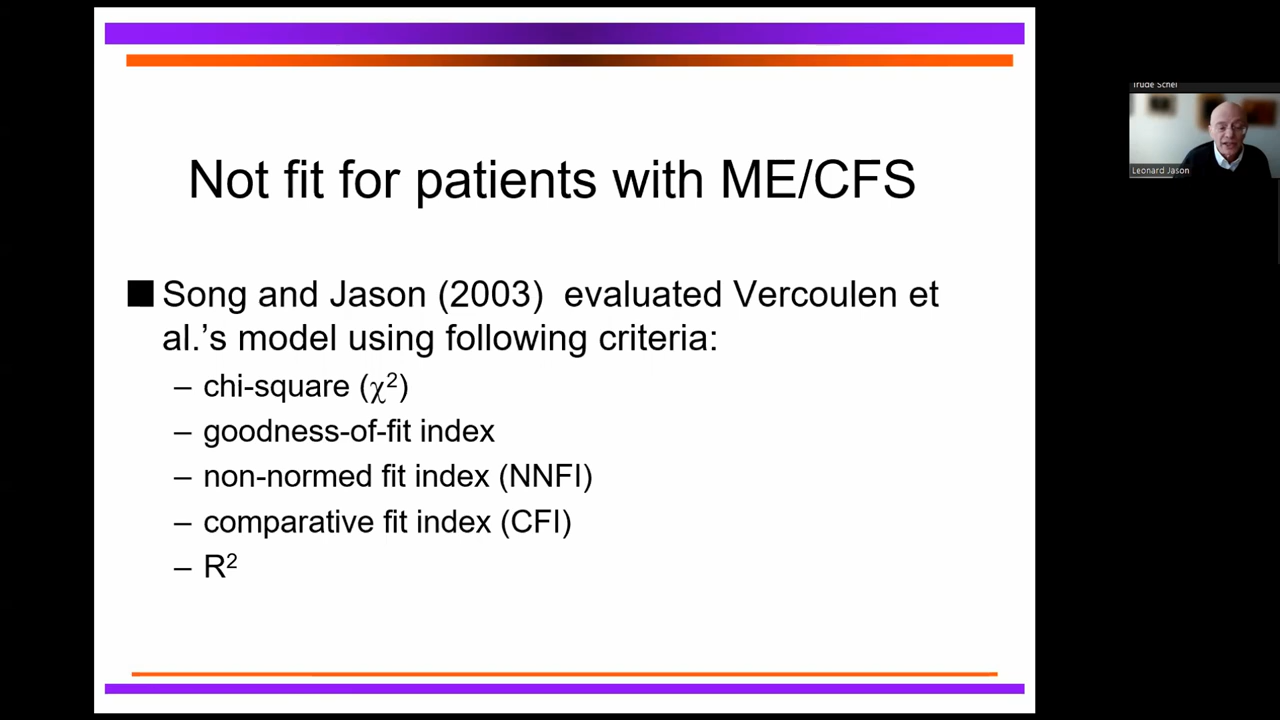 Not fit for patients with ME/CFS
■ Song and Jason (2003) evaluated Vercoulen et
al.’s model using following criteria:
– chi-square (χ²)
– goodness-of-fit index
– non-normed fit index (NNFI)
– comparative fit index (CFI)
– R²
Trude Schei
Leonard Jason